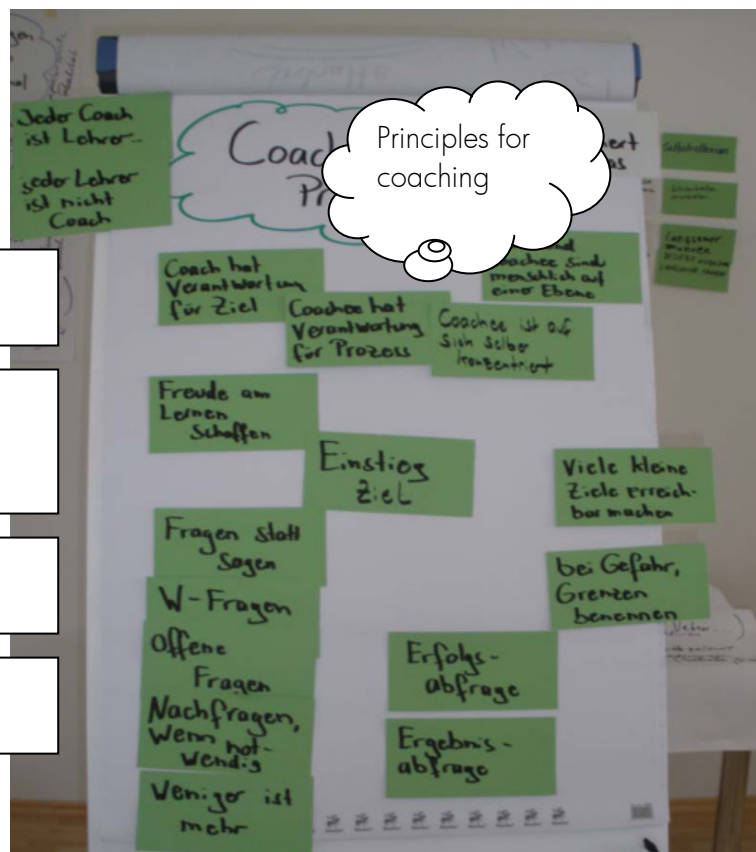 Jeder Coach
ist Lehrer..
jeder Lehrer
ist nicht
Coach
Coac
Pr
Principles for
coaching
Coach hat
Verantwortung
für Ziel
Coachee hat
Verantwortung
für Prozess
Coachee ist auf
sich selber
konzentriert
Coachee sind
menschlich auf
einer Ebene
Selbstreflexion
Freude am
Lernen
schaffen
Einstieg
Ziel
Viele kleine
Ziele erreich-
bar machen
Fragen statt
Sagen
bei Gefahr,
Grenzen
benennen
W-Fragen
Offene
Fragen
Nachfragen,
wenn not-
wendig
Weniger ist
mehr
Erfolgs-
abfrage
Ergebnis-
abfrage